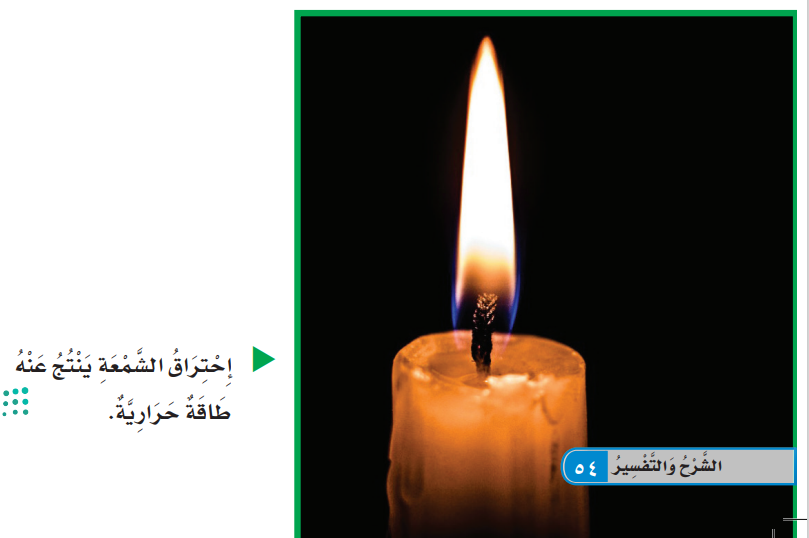 إِحْتِرَاقُ الشَّمْعَةِ يَنْتُجُ عَنْهُ
طَاقَةٌ حَرَارِيَّةٌ.
الشَّرْحُ وَالتَّفْسِيرُ ٥٤